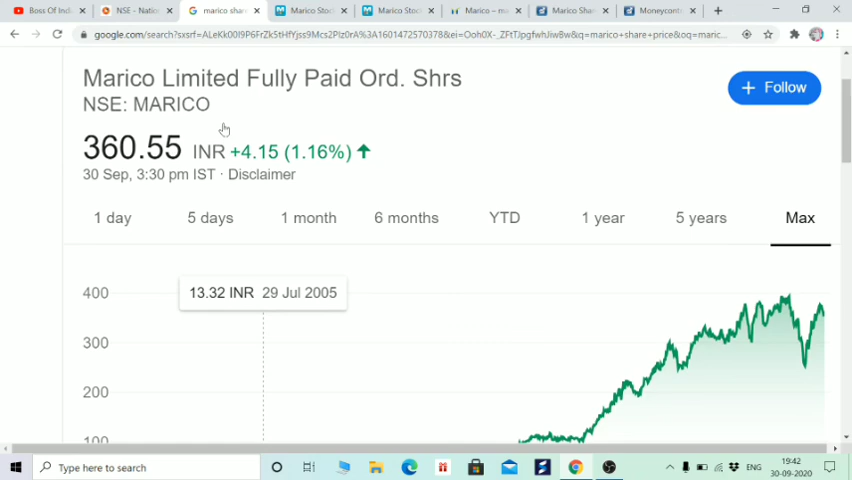 Boss Of Ind
NSE - Nation
marico share
Marico Stoc
Marico Stoc
Marico – ma
Marico Shar
Moneycontr
google.com/search?sxsrf=ALeKk00I9P6FrZk5tHfYjss9Mcs2PIz0rA%3A1601472570378&ei=Ooh0X-_ZFtTJpgfwhJiwBw&q=marico+share+price&oq=maric...
Marico Limited Fully Paid Ord. Shrs
NSE: MARICO
+ Follow
360.55 INR +4.15 (1.16%)
30 Sep, 3:30 pm IST · Disclaimer
1 day 5 days 1 month 6 months YTD 1 year 5 years Max
13.32 INR 29 Jul 2005
400
300
200
100
Type here to search
ENG
19:42
30-09-2020